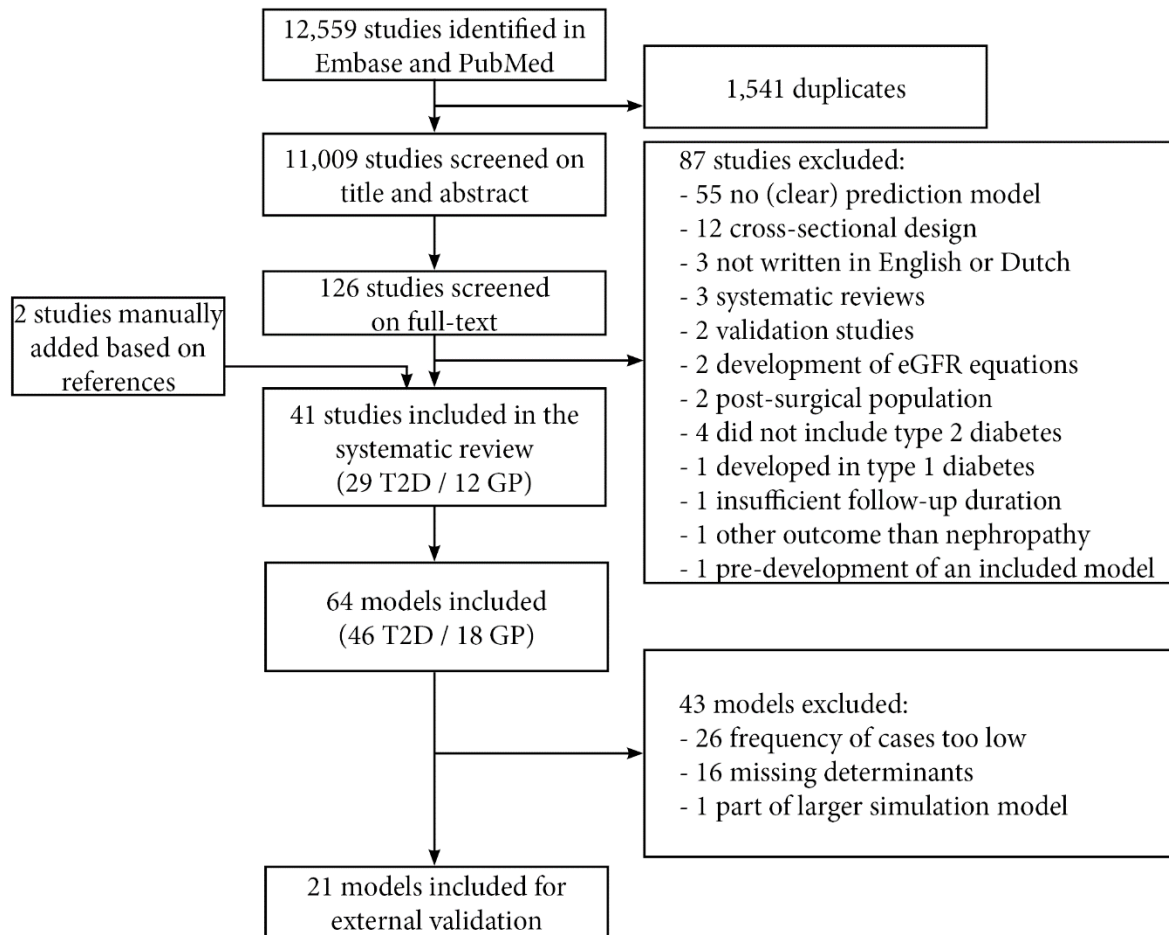 12,559 studies identified in
Embase and PubMed
1,541 duplicates
11,009 studies screened on
title and abstract
87 studies excluded:
- 55 no (clear) prediction model
- 12 cross-sectional design
- 3 not written in English or Dutch
- 3 systematic reviews
- 2 validation studies
- 2 development of eGFR equations
- 2 post-surgical population
- 4 did not include type 2 diabetes
- 1 developed in type 1 diabetes
- 1 insufficient follow-up duration
- 1 other outcome than nephropathy
- 1 pre-development of an included model
126 studies screened
on full-text
2 studies manually
added based on
references
41 studies included in the
systematic review
(29 T2D / 12 GP)
64 models included
(46 T2D / 18 GP)
43 models excluded:
- 26 frequency of cases too low
- 16 missing determinants
- 1 part of larger simulation model
21 models included for
external validation